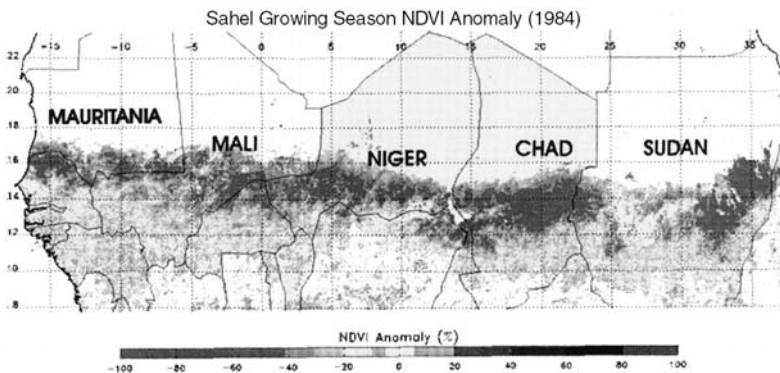 Sahel Growing Season NDVI Anomaly (1984)
-15 -10 -5 0 5 10 15 20 25 30 35
22
20
18
MAURITANIA
MALI
NIGER
CHAD
SUDAN
16
14
12
10
8
NDVI Anomaly (%)
-100 -80 -60 -40 -20 0 20 40 60 80 100